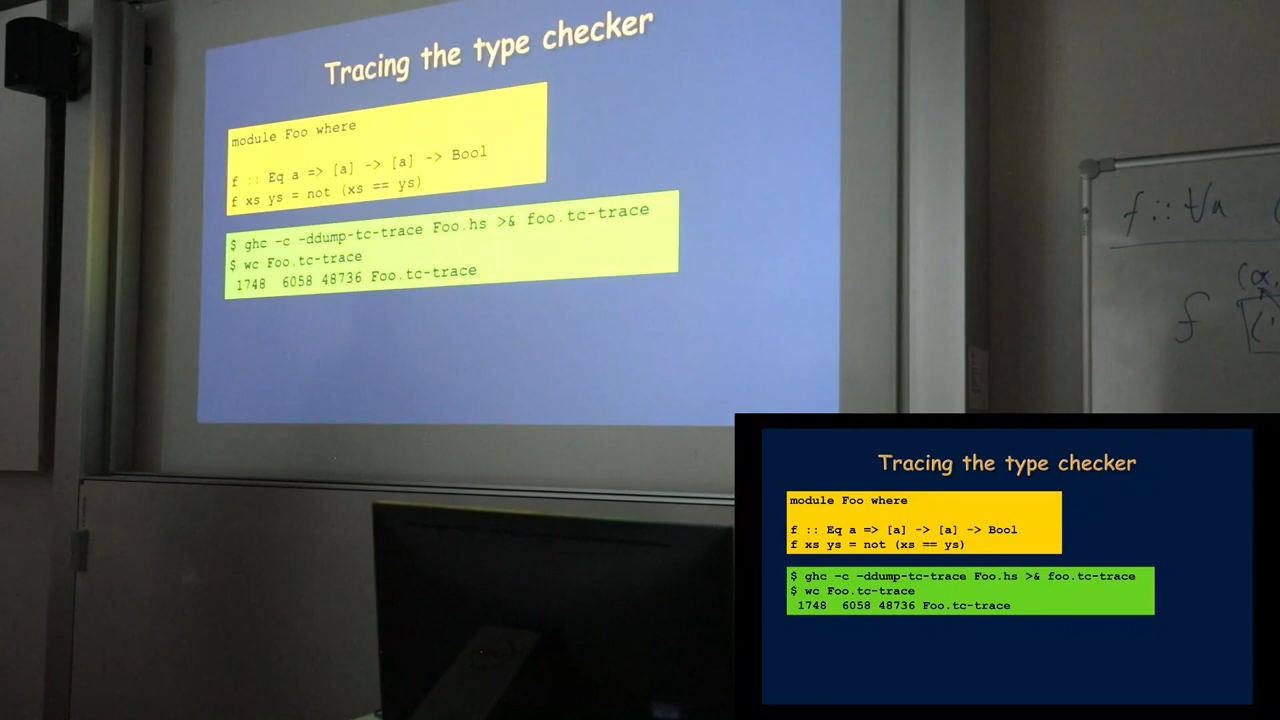 Tracing the type checker
module Foo where
f :: Eq a => [a] -> [a] -> Bool
f xs ys = not (xs == ys)
$ ghc -c -ddump-tc-trace Foo.hs >& foo.tc-trace
$ wc Foo.tc-trace
1748 6058 48736 Foo.tc-trace
f :: ∀a
(α,
f
Tracing the type checker
module Foo where
f :: Eq a => [a] -> [a] -> Bool
f xs ys = not (xs == ys)
$ ghc -c -ddump-tc-trace Foo.hs >& foo.tc-trace
$ wc Foo.tc-trace
1748 6058 48736 Foo.tc-trace